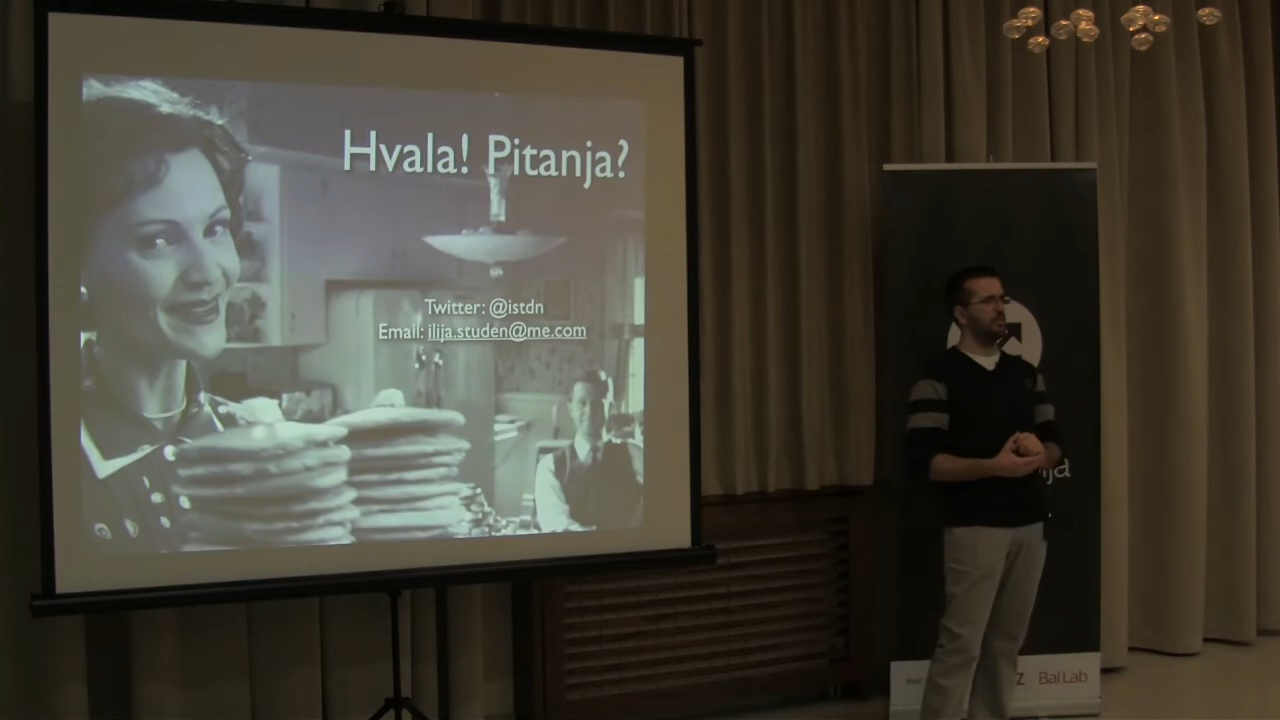 Hvala! Pitanja?
Twitter: @istdn
Email: ilija.studen@me.com
ija
Z BalLab